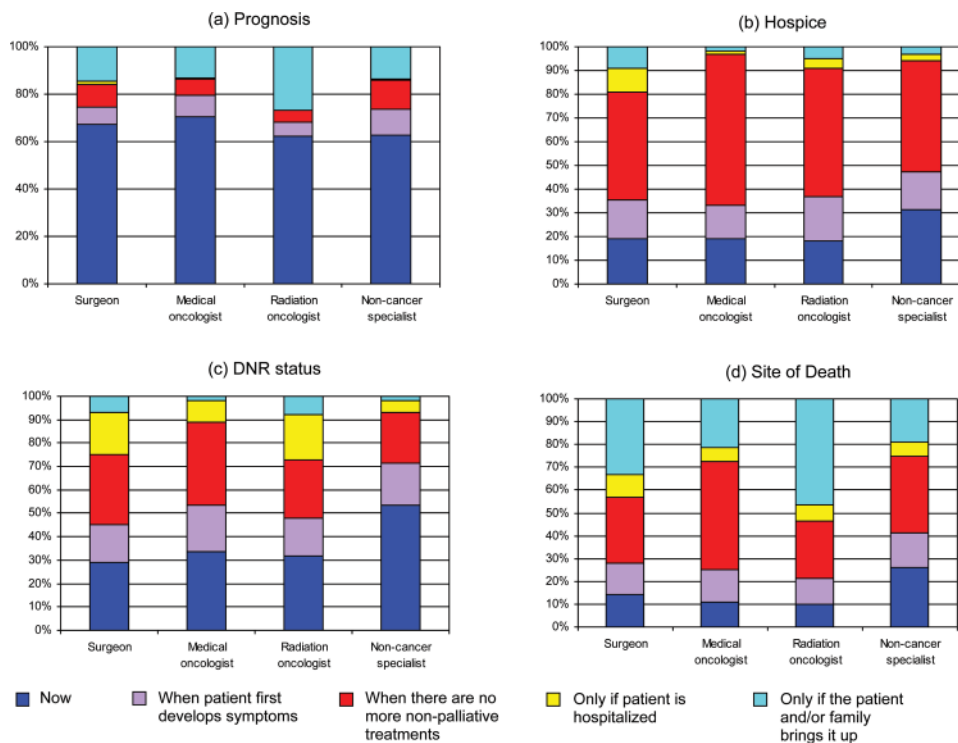 (a) Prognosis
100%
80%
60%
40%
20%
0%
Surgeon
Medical
oncologist
Radiation
oncologist
Non-cancer
specialist
(b) Hospice
100%
90%
80%
70%
60%
50%
40%
30%
20%
10%
0%
Surgeon
Medical
oncologist
Radiation
oncologist
Non-cancer
specialist
(c) DNR status
100%
90%
80%
70%
60%
50%
40%
30%
20%
10%
0%
Surgeon
Medical
oncologist
Radiation
oncologist
Non-cancer
specialist
(d) Site of Death
100%
90%
80%
70%
60%
50%
40%
30%
20%
10%
0%
Surgeon
Medical
oncologist
Radiation
oncologist
Non-cancer
specialist
Now
When patient first
develops symptoms
When there are no
more non-palliative
treatments
Only if patient is
hospitalized
Only if the patient
and/or family
brings it up